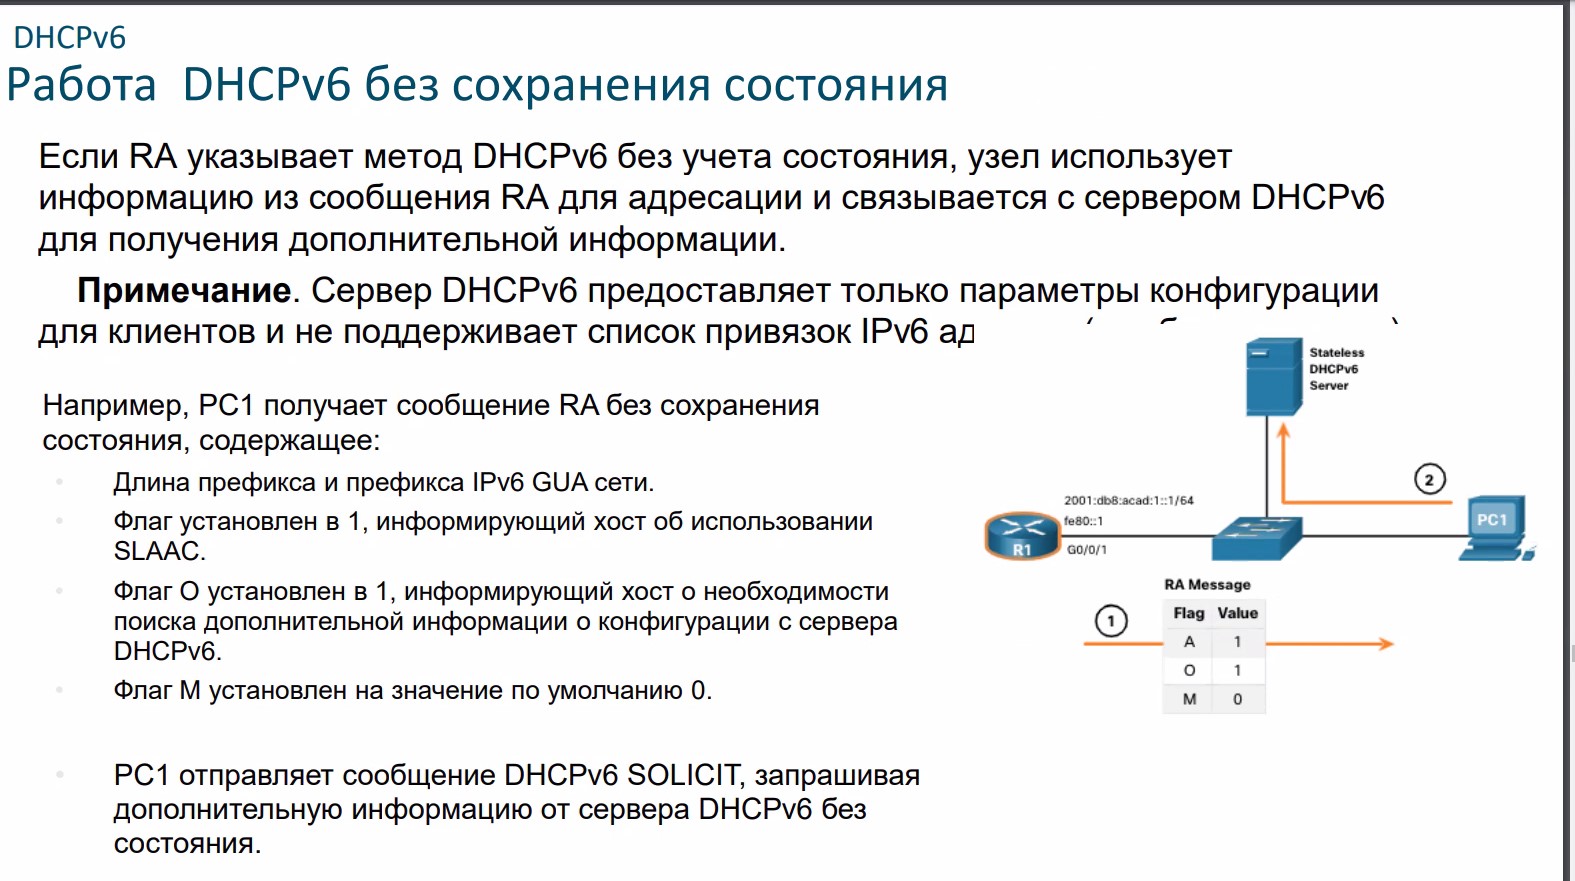 DHCPv6
Работа DHCPv6 без сохранения состояния
Если RA указывает метод DHCPv6 без учета состояния, узел использует
информацию из сообщения RA для адресации и связывается с сервером DHCPv6
для получения дополнительной информации.
Примечание. Сервер DHCPv6 предоставляет только параметры конфигурации
для клиентов и не поддерживает список привязок IPv6 ад
Например, PC1 получает сообщение RA без сохранения
состояния, содержащее:
Длина префикса и префикса IPv6 GUA сети.
Флаг установлен в 1, информирующий хост об использовании
SLAAC.
Флаг O установлен в 1, информирующий хост о необходимости
поиска дополнительной информации о конфигурации с сервера
DHCPv6.
Флаг M установлен на значение по умолчанию 0.
PC1 отправляет сообщение DHCPv6 SOLICIT, запрашивая
дополнительную информацию от сервера DHCPv6 без
состояния.
Stateless
DHCPv6
Server
2
2001:db8:acad:1::1/64
fe80::1
R1
G0/0/1
PC1
RA Message
1
Flag Value
A 1
O 1
M 0